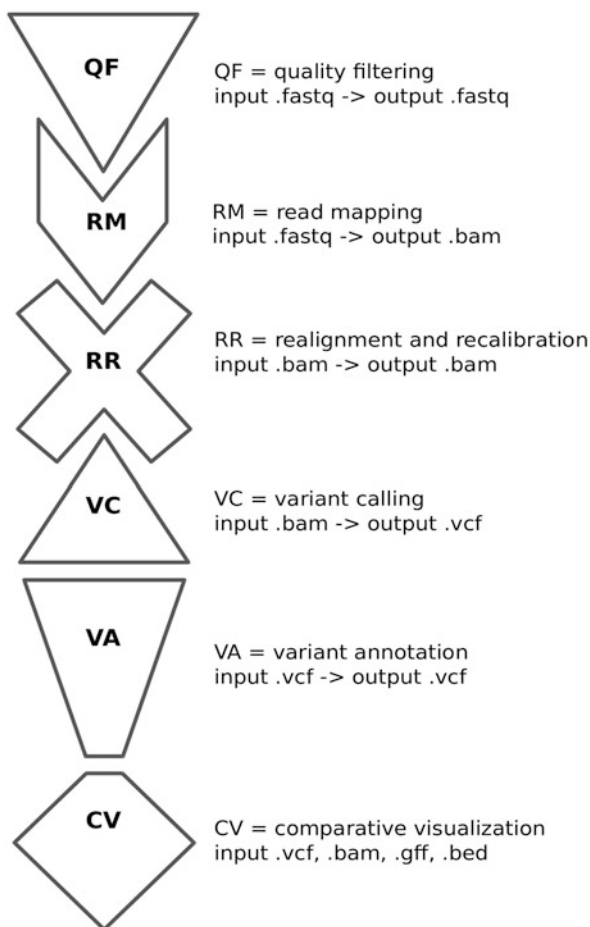 QF
QF = quality filtering
input .fastq -> output .fastq
RM
RM = read mapping
input .fastq -> output .bam
RR
RR = realignment and recalibration
input .bam -> output .bam
VC
VC = variant calling
input .bam -> output .vcf
VA
VA = variant annotation
input .vcf -> output .vcf
CV
CV = comparative visualization
input .vcf, .bam, .gff, .bed